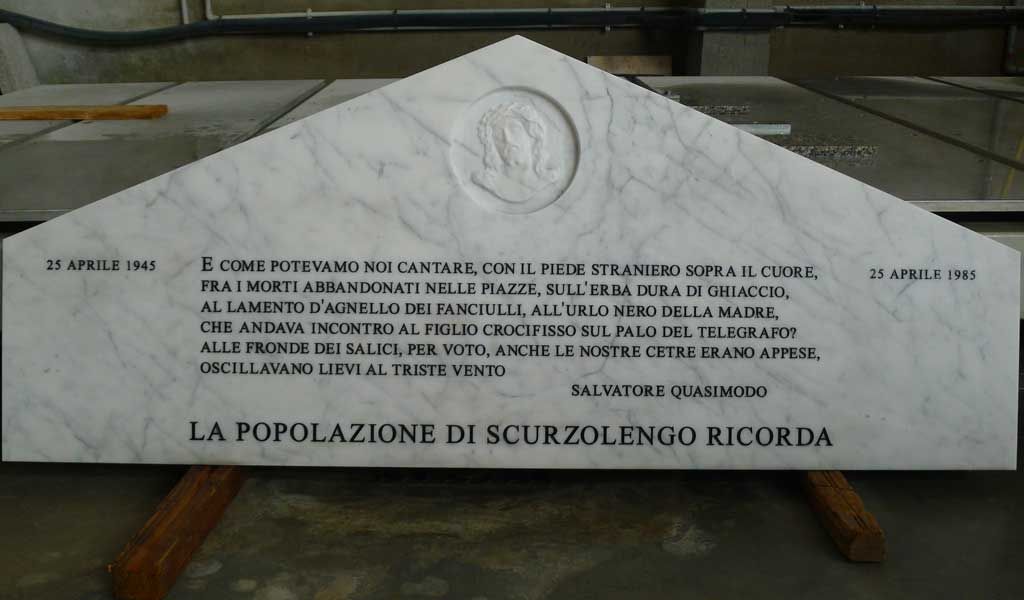 25 APRILE 1945
E COME POTEVAMO NOI CANTARE, CON IL PIEDE STRANIERO SOPRA IL CUORE,
FRA I MORTI ABBANDONATI NELLE PIAZZE, SULL'ERBA DURA DI GHIACCIO,
AL LAMENTO D'AGNELLO DEI FANCIULLI, ALL'URLO NERO DELLA MADRE,
CHE ANDAVA INCONTRO AL FIGLIO CROCIFISSO SUL PALO DEL TELEGRAFO?
ALLE FRONDE DEI SALICI, PER VOTO, ANCHE LE NOSTRE CETRE ERANO APPESE,
OSCILLAVANO LIEVI AL TRISTE VENTO
SALVATORE QUASIMODO
25 APRILE 1985
LA POPOLAZIONE DI SCURZOLENGO RICORDA